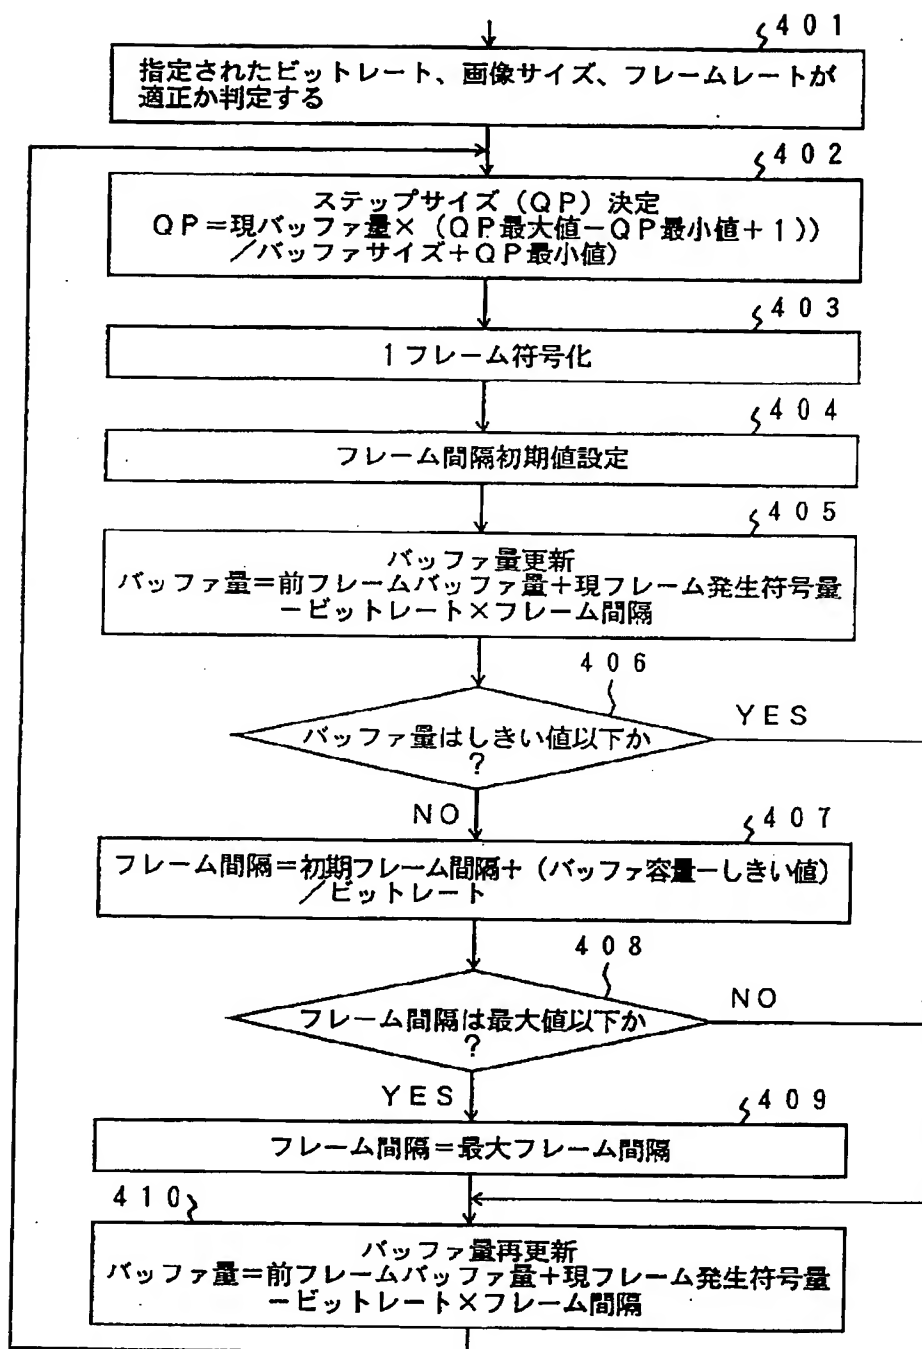 401
指定されたビットレート、画像サイズ、フレームレートが
適正か判定する
402
ステップサイズ（QP）決定
QP＝現バッファ量×（QP最大値－QP最小値＋1））
／バッファサイズ＋QP最小値）
403
1フレーム符号化
404
フレーム間隔初期値設定
405
バッファ量更新
バッファ量＝前フレームバッファ量＋現フレーム発生符号量
－ビットレート×フレーム間隔
406
バッファ量はしきい値以下か
？
YES
NO
407
フレーム間隔＝初期フレーム間隔＋（バッファ容量－しきい値）
／ビットレート
408
フレーム間隔は最大値以下か
？
NO
YES
409
フレーム間隔＝最大フレーム間隔
410
バッファ量再更新
バッファ量＝前フレームバッファ量＋現フレーム発生符号量
－ビットレート×フレーム間隔